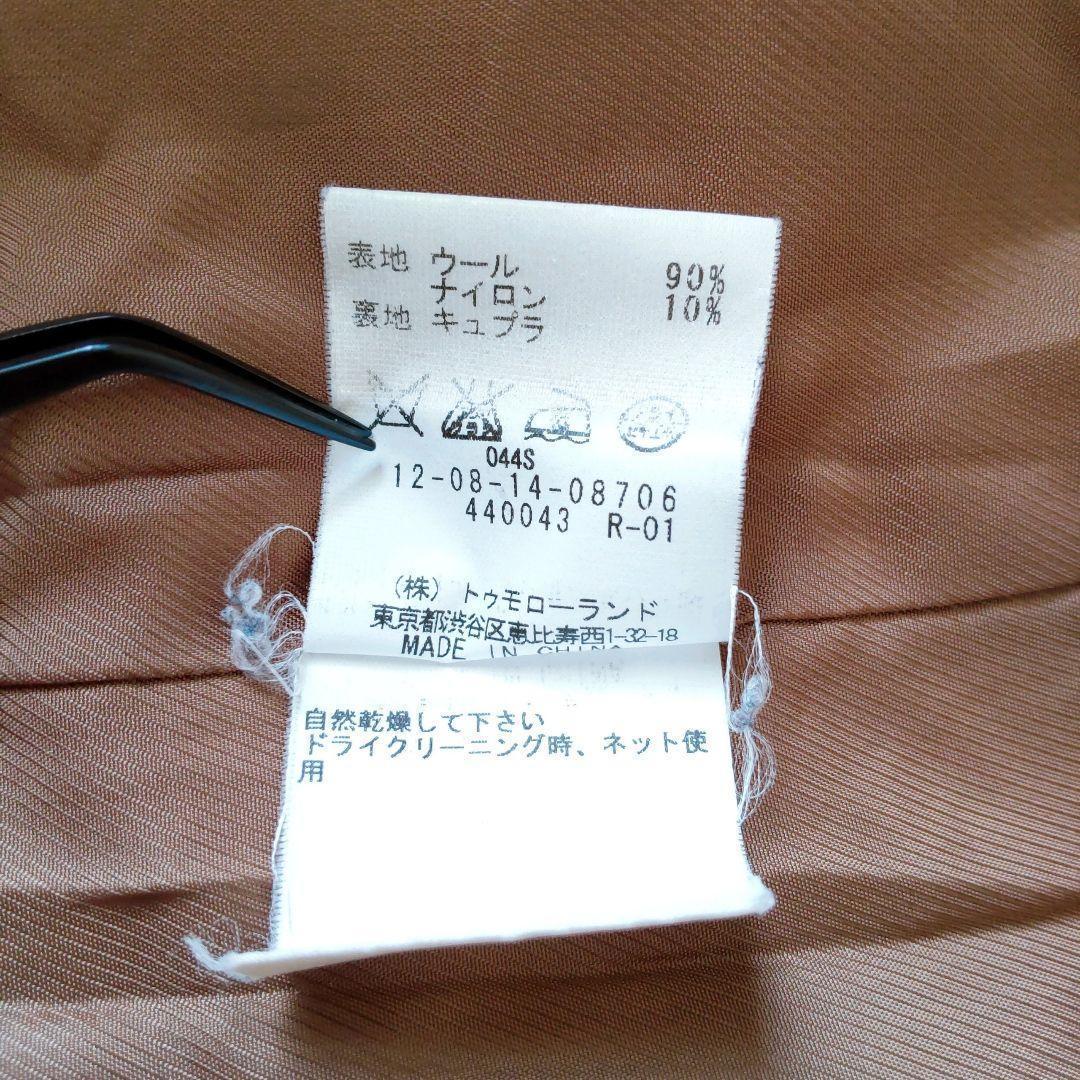 表地 ウール 90%
ナイロン 10%
裏地 キュプラ
044S
12-08-14-08706
440043 R-01
(株) トゥモローランド
東京都渋谷区恵比寿西1-32-18
MADE IN CHINA
自然乾燥して下さい
ドライクリーニング時、ネット使
用